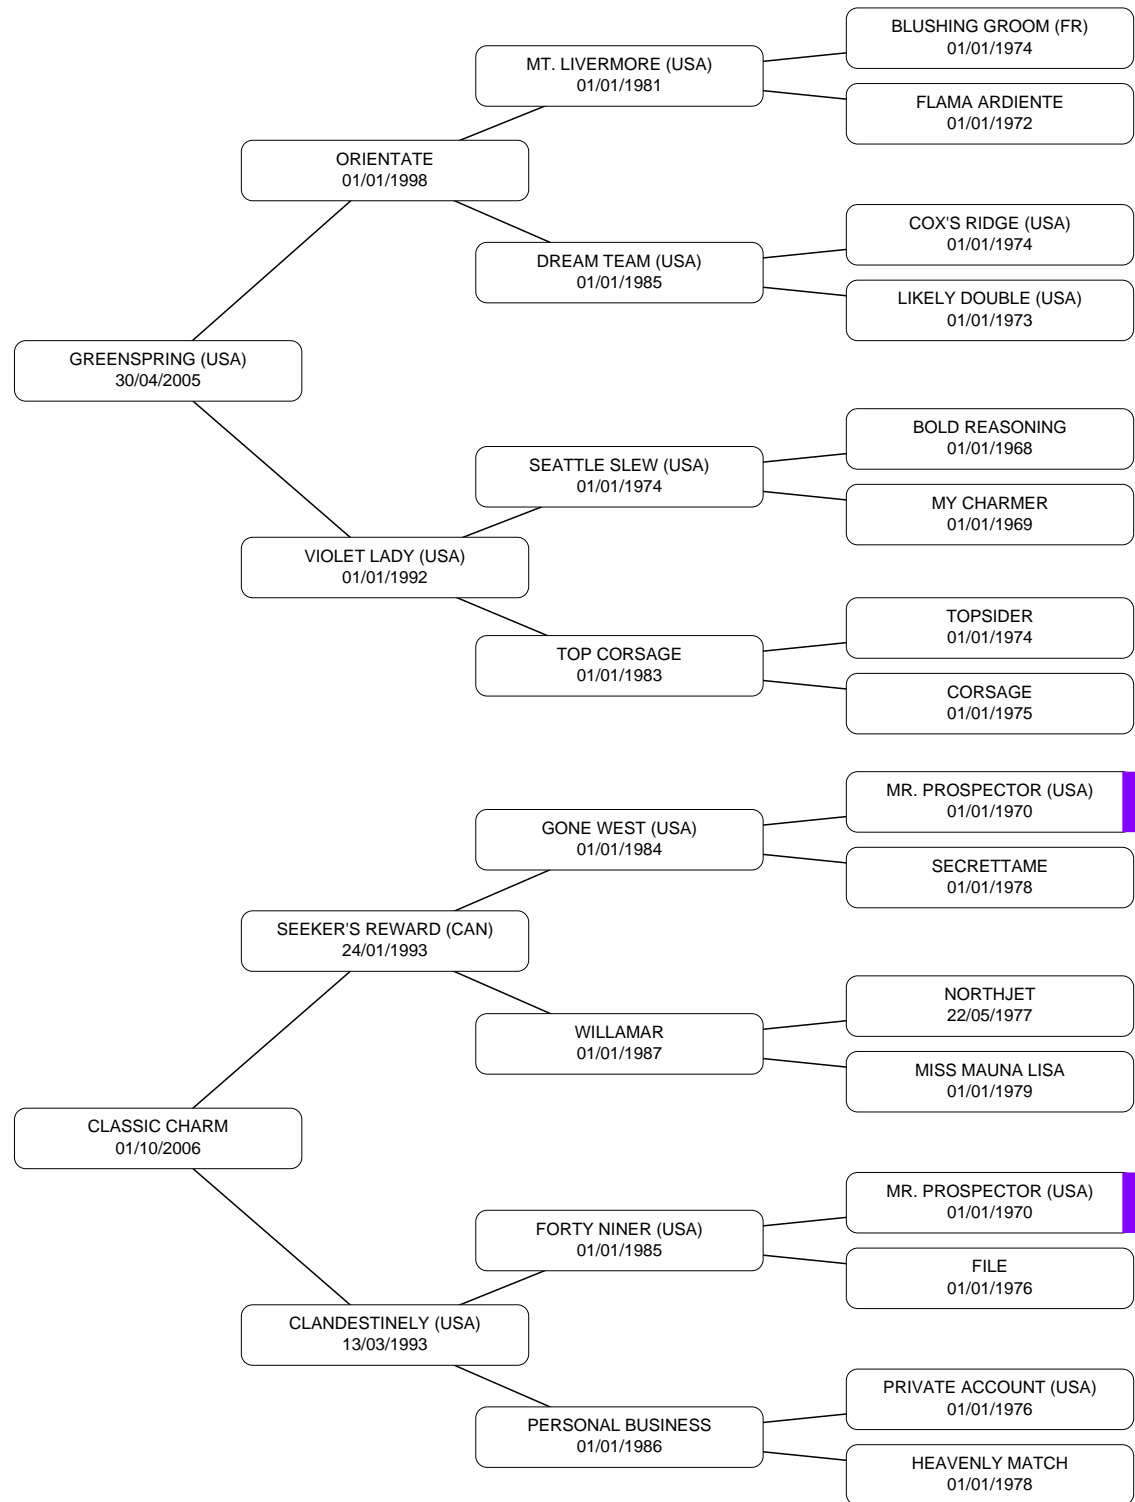 BLUSHING GROOM (FR)
01/01/1974
MT. LIVERMORE (USA)
01/01/1981
FLAMA ARDIENTE
01/01/1972
ORIENTATE
01/01/1998
COX'S RIDGE (USA)
01/01/1974
DREAM TEAM (USA)
01/01/1985
LIKELY DOUBLE (USA)
01/01/1973
GREENSPRING (USA)
30/04/2005
BOLD REASONING
01/01/1968
SEATTLE SLEW (USA)
01/01/1974
MY CHARMER
01/01/1969
VIOLET LADY (USA)
01/01/1992
TOPSIDER
01/01/1974
TOP CORSAGE
01/01/1983
CORSAGE
01/01/1975
MR. PROSPECTOR (USA)
01/01/1970
GONE WEST (USA)
01/01/1984
SECRETTAME
01/01/1978
SEEKER'S REWARD (CAN)
24/01/1993
NORTHJET
22/05/1977
WILLAMAR
01/01/1987
MISS MAUNA LISA
01/01/1979
CLASSIC CHARM
01/10/2006
MR. PROSPECTOR (USA)
01/01/1970
FORTY NINER (USA)
01/01/1985
FILE
01/01/1976
CLANDESTINELY (USA)
13/03/1993
PRIVATE ACCOUNT (USA)
01/01/1976
PERSONAL BUSINESS
01/01/1986
HEAVENLY MATCH
01/01/1978